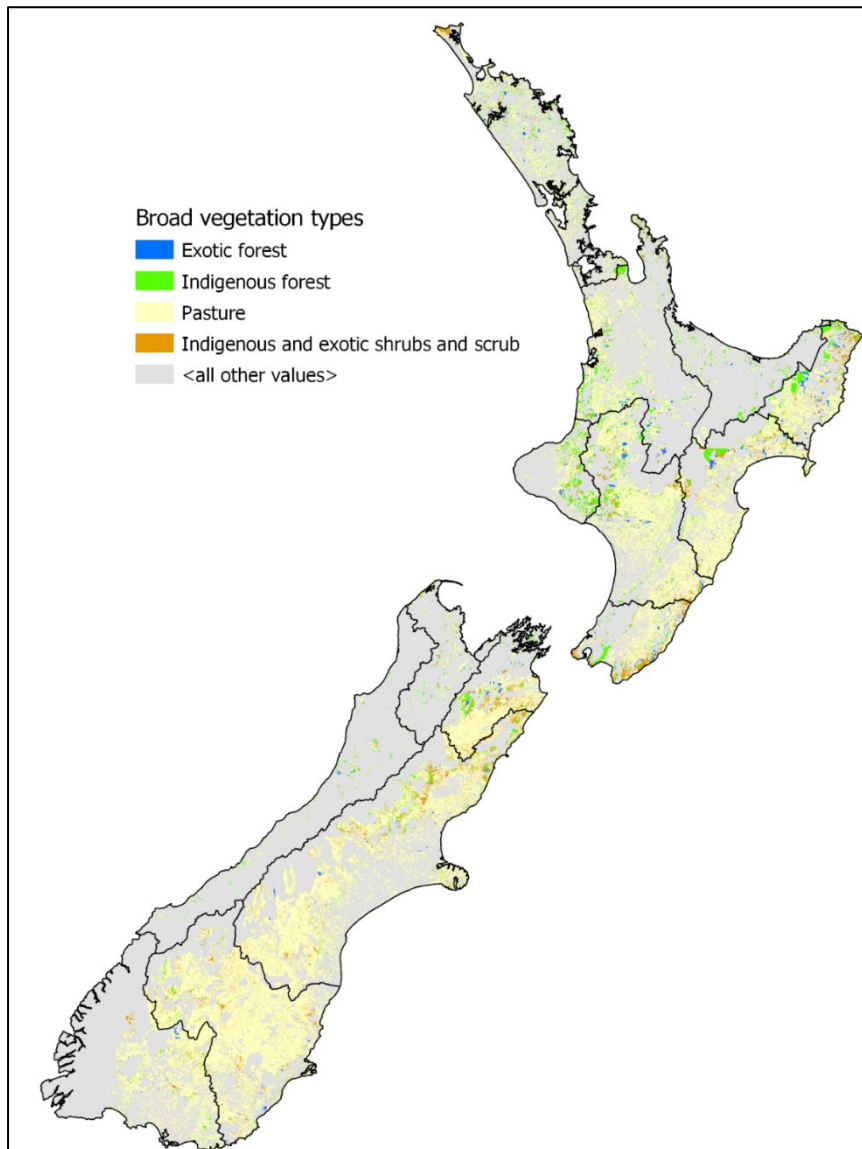 Broad vegetation types
Exotic forest
Indigenous forest
Pasture
Indigenous and exotic shrubs and scrub
<all other values>